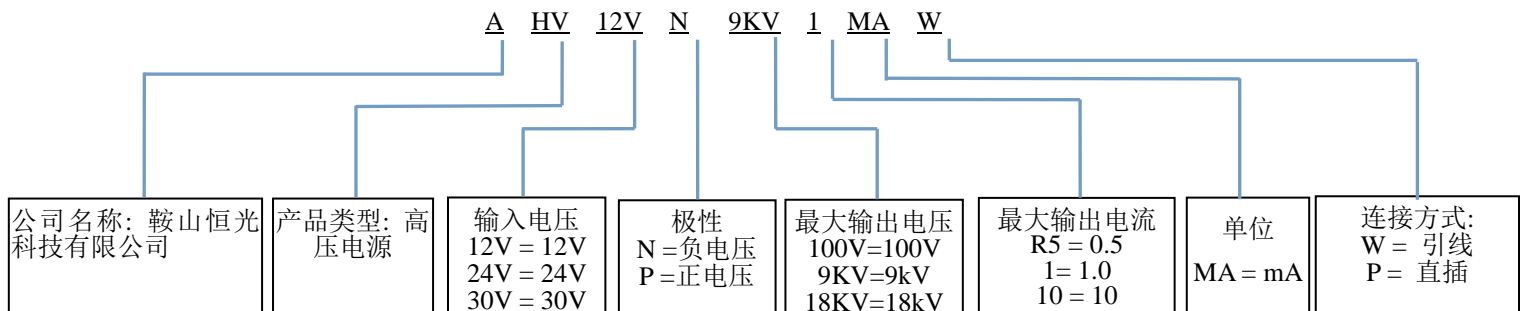 A HV 12V N 9KV 1 MA W
公司名称: 鞍山恒光
科技有限公司
产品类型: 高
压电源
输入电压
12V = 12V
24V = 24V
30V = 30V
极性
N =负电压
P =正电压
最大输出电压
100V=100V
9KV=9kV
18KV=18kV
最大输出电流
R5 = 0.5
1= 1.0
10 = 10
单位
MA = mA
连接方式:
W = 引线
P = 直插